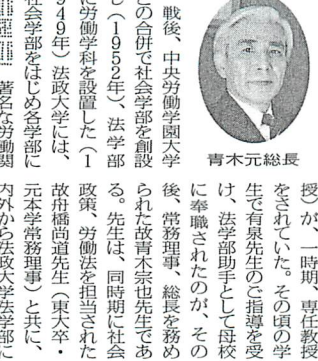 戦後、中央労働学園大学
との合併で社会学部を創設
し(1952年)、法学部
に労働学科を設置した(1
949年)法政大学には、
社会学部をはじめ各学部に
著名な労働関
青木元総長
授)が、一時期、専任教授
をされていた。その頃の学
生で有泉先生のご指導を受
け、法学部助手として母校
に奉職されたのが、その
後、常務理事、総長を務め
られた故青木宗也先生であ
る。先生は、同時期に社会
政策、労働法を担当された
故舟橋尚道先生(東大卒・
元本学常務理事)と共に、
内外から法政大学法学部に